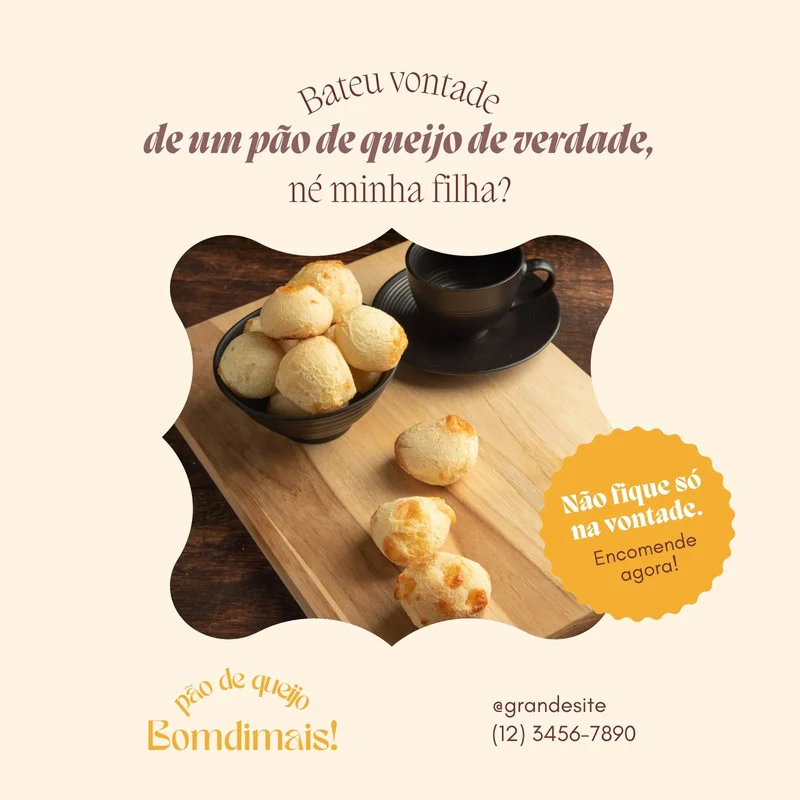 Bateu vontade
de um pão de queijo de verdade,
né minha filha?
Não fique só
na vontade.
Encomende
agora!
pão de queijo
Bomdimais!
@grandesite
(12) 3456-7890